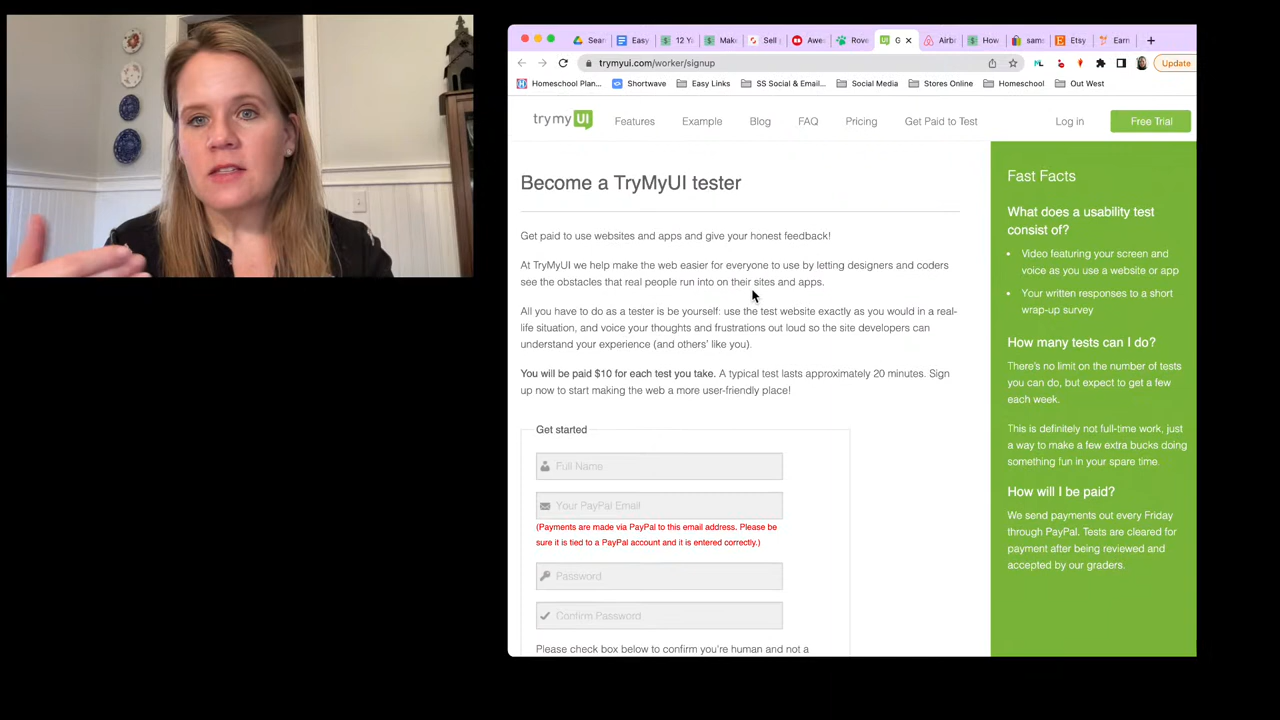 Sear
Easy
12 Y
Make
Sell
Awe
Rove
G
Airb
How
sam
Etsy
Earn
trymyui.com/worker/signup
Update
Homeschool Plan...
Shortwave
Easy Links
SS Social & Email...
Social Media
Stores Online
Homeschool
Out West
trymyUI
Features
Example
Blog
FAQ
Pricing
Get Paid to Test
Log in
Free Trial
Become a TryMyUI tester
Get paid to use websites and apps and give your honest feedback!
At TryMyUI we help make the web easier for everyone to use by letting designers and coders
see the obstacles that real people run into on their sites and apps.
All you have to do as a tester is be yourself: use the test website exactly as you would in a real-
life situation, and voice your thoughts and frustrations out loud so the site developers can
understand your experience (and others' like you).
You will be paid $10 for each test you take. A typical test lasts approximately 20 minutes. Sign
up now to start making the web a more user-friendly place!
Get started
Full Name
Your PayPal Email
(Payments are made via PayPal to this email address. Please be
sure it is tied to a PayPal account and it is entered correctly.)
Password
Confirm Password
Please check box below to confirm you're human and not a
Fast Facts
What does a usability test
consist of?
• Video featuring your screen and
voice as you use a website or app
• Your written responses to a short
wrap-up survey
How many tests can I do?
There's no limit on the number of tests
you can do, but expect to get a few
each week.
This is definitely not full-time work, just
a way to make a few extra bucks doing
something fun in your spare time.
How will I be paid?
We send payments out every Friday
through PayPal. Tests are cleared for
payment after being reviewed and
accepted by our graders.